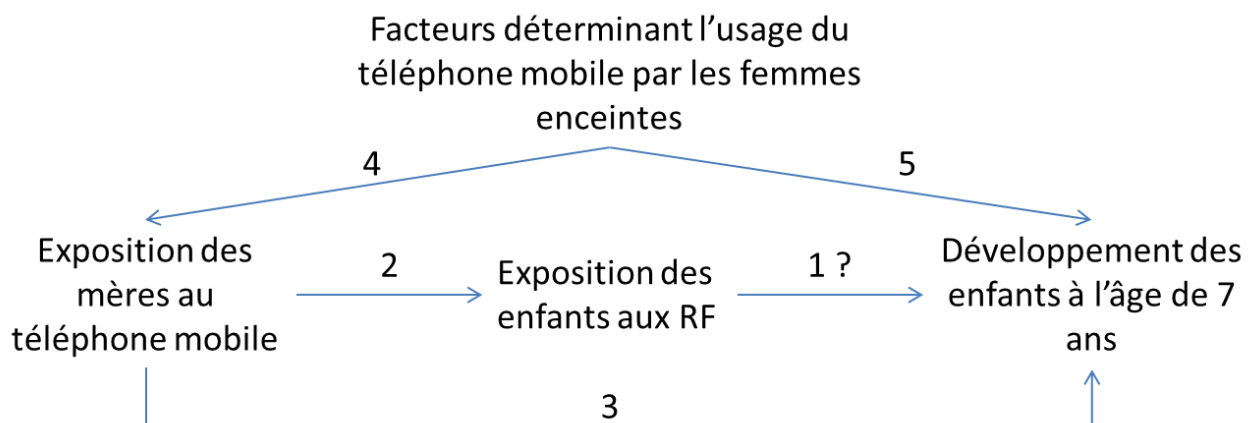 Facteurs déterminant l’usage du
téléphone mobile par les femmes
enceintes
4
5
Exposition des
mères au
téléphone mobile
2
Exposition des
enfants aux RF
1 ?
Développement des
enfants à l’âge de 7
ans
3